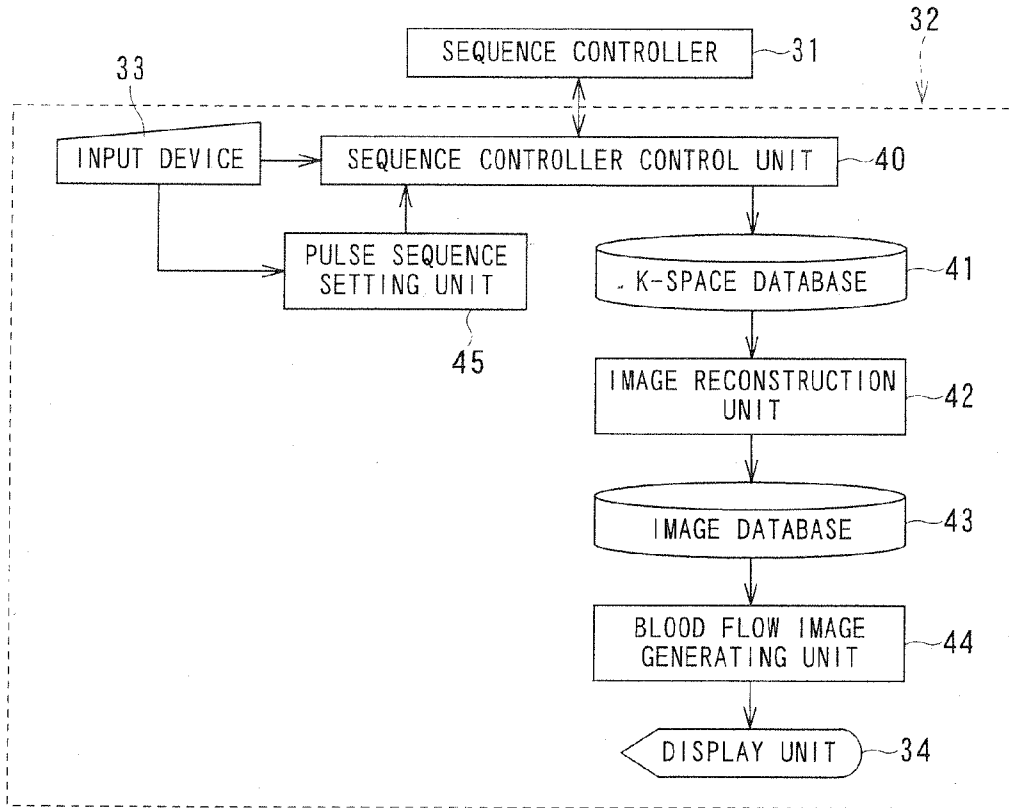 32
SEQUENCE CONTROLLER
31
33
INPUT DEVICE
SEQUENCE CONTROLLER CONTROL UNIT
40
PULSE SEQUENCE
SETTING UNIT
45
K-SPACE DATABASE
41
IMAGE RECONSTRUCTION
UNIT
42
IMAGE DATABASE
43
BLOOD FLOW IMAGE
GENERATING UNIT
44
DISPLAY UNIT
34